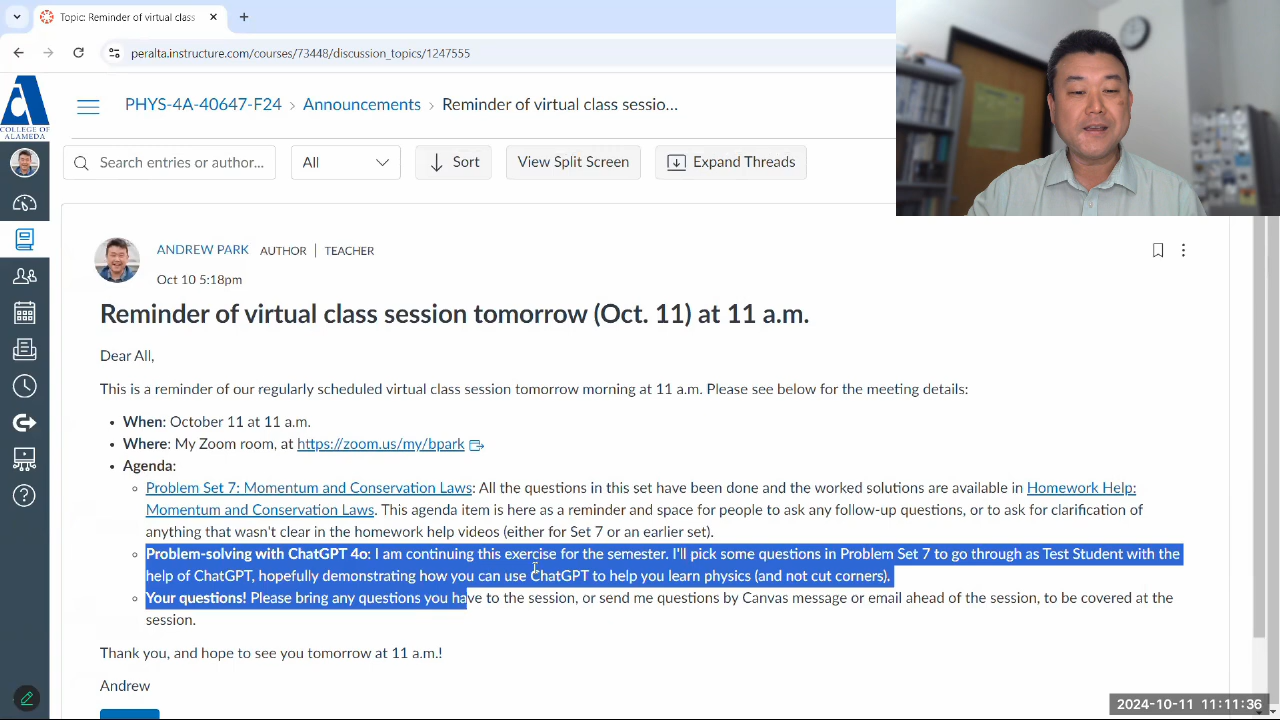 Topic: Reminder of virtual class
peralta.instructure.com/courses/73448/discussion_topics/1247555
COLLEGE OF
ALAMEDA
PHYS-4A-40647-F24 > Announcements > Reminder of virtual class sessio...
Search entries or author... All Sort View Split Screen Expand Threads
ANDREW PARK AUTHOR | TEACHER
Oct 10 5:18pm
Reminder of virtual class session tomorrow (Oct. 11) at 11 a.m.
Dear All,
This is a reminder of our regularly scheduled virtual class session tomorrow morning at 11 a.m. Please see below for the meeting details:
• When: October 11 at 11 a.m.
• Where: My Zoom room, at https://zoom.us/my/bpark
• Agenda:
◦ Problem Set 7: Momentum and Conservation Laws: All the questions in this set have been done and the worked solutions are available in Homework Help:
Momentum and Conservation Laws. This agenda item is here as a reminder and space for people to ask any follow-up questions, or to ask for clarification of
anything that wasn't clear in the homework help videos (either for Set 7 or an earlier set).
◦ Problem-solving with ChatGPT 4o: I am continuing this exercise for the semester. I'll pick some questions in Problem Set 7 to go through as Test Student with the
help of ChatGPT, hopefully demonstrating how you can use ChatGPT to help you learn physics (and not cut corners).
◦ Your questions! Please bring any questions you have to the session, or send me questions by Canvas message or email ahead of the session, to be covered at the
session.
Thank you, and hope to see you tomorrow at 11 a.m.!
Andrew
2024-10-11 11:11:36